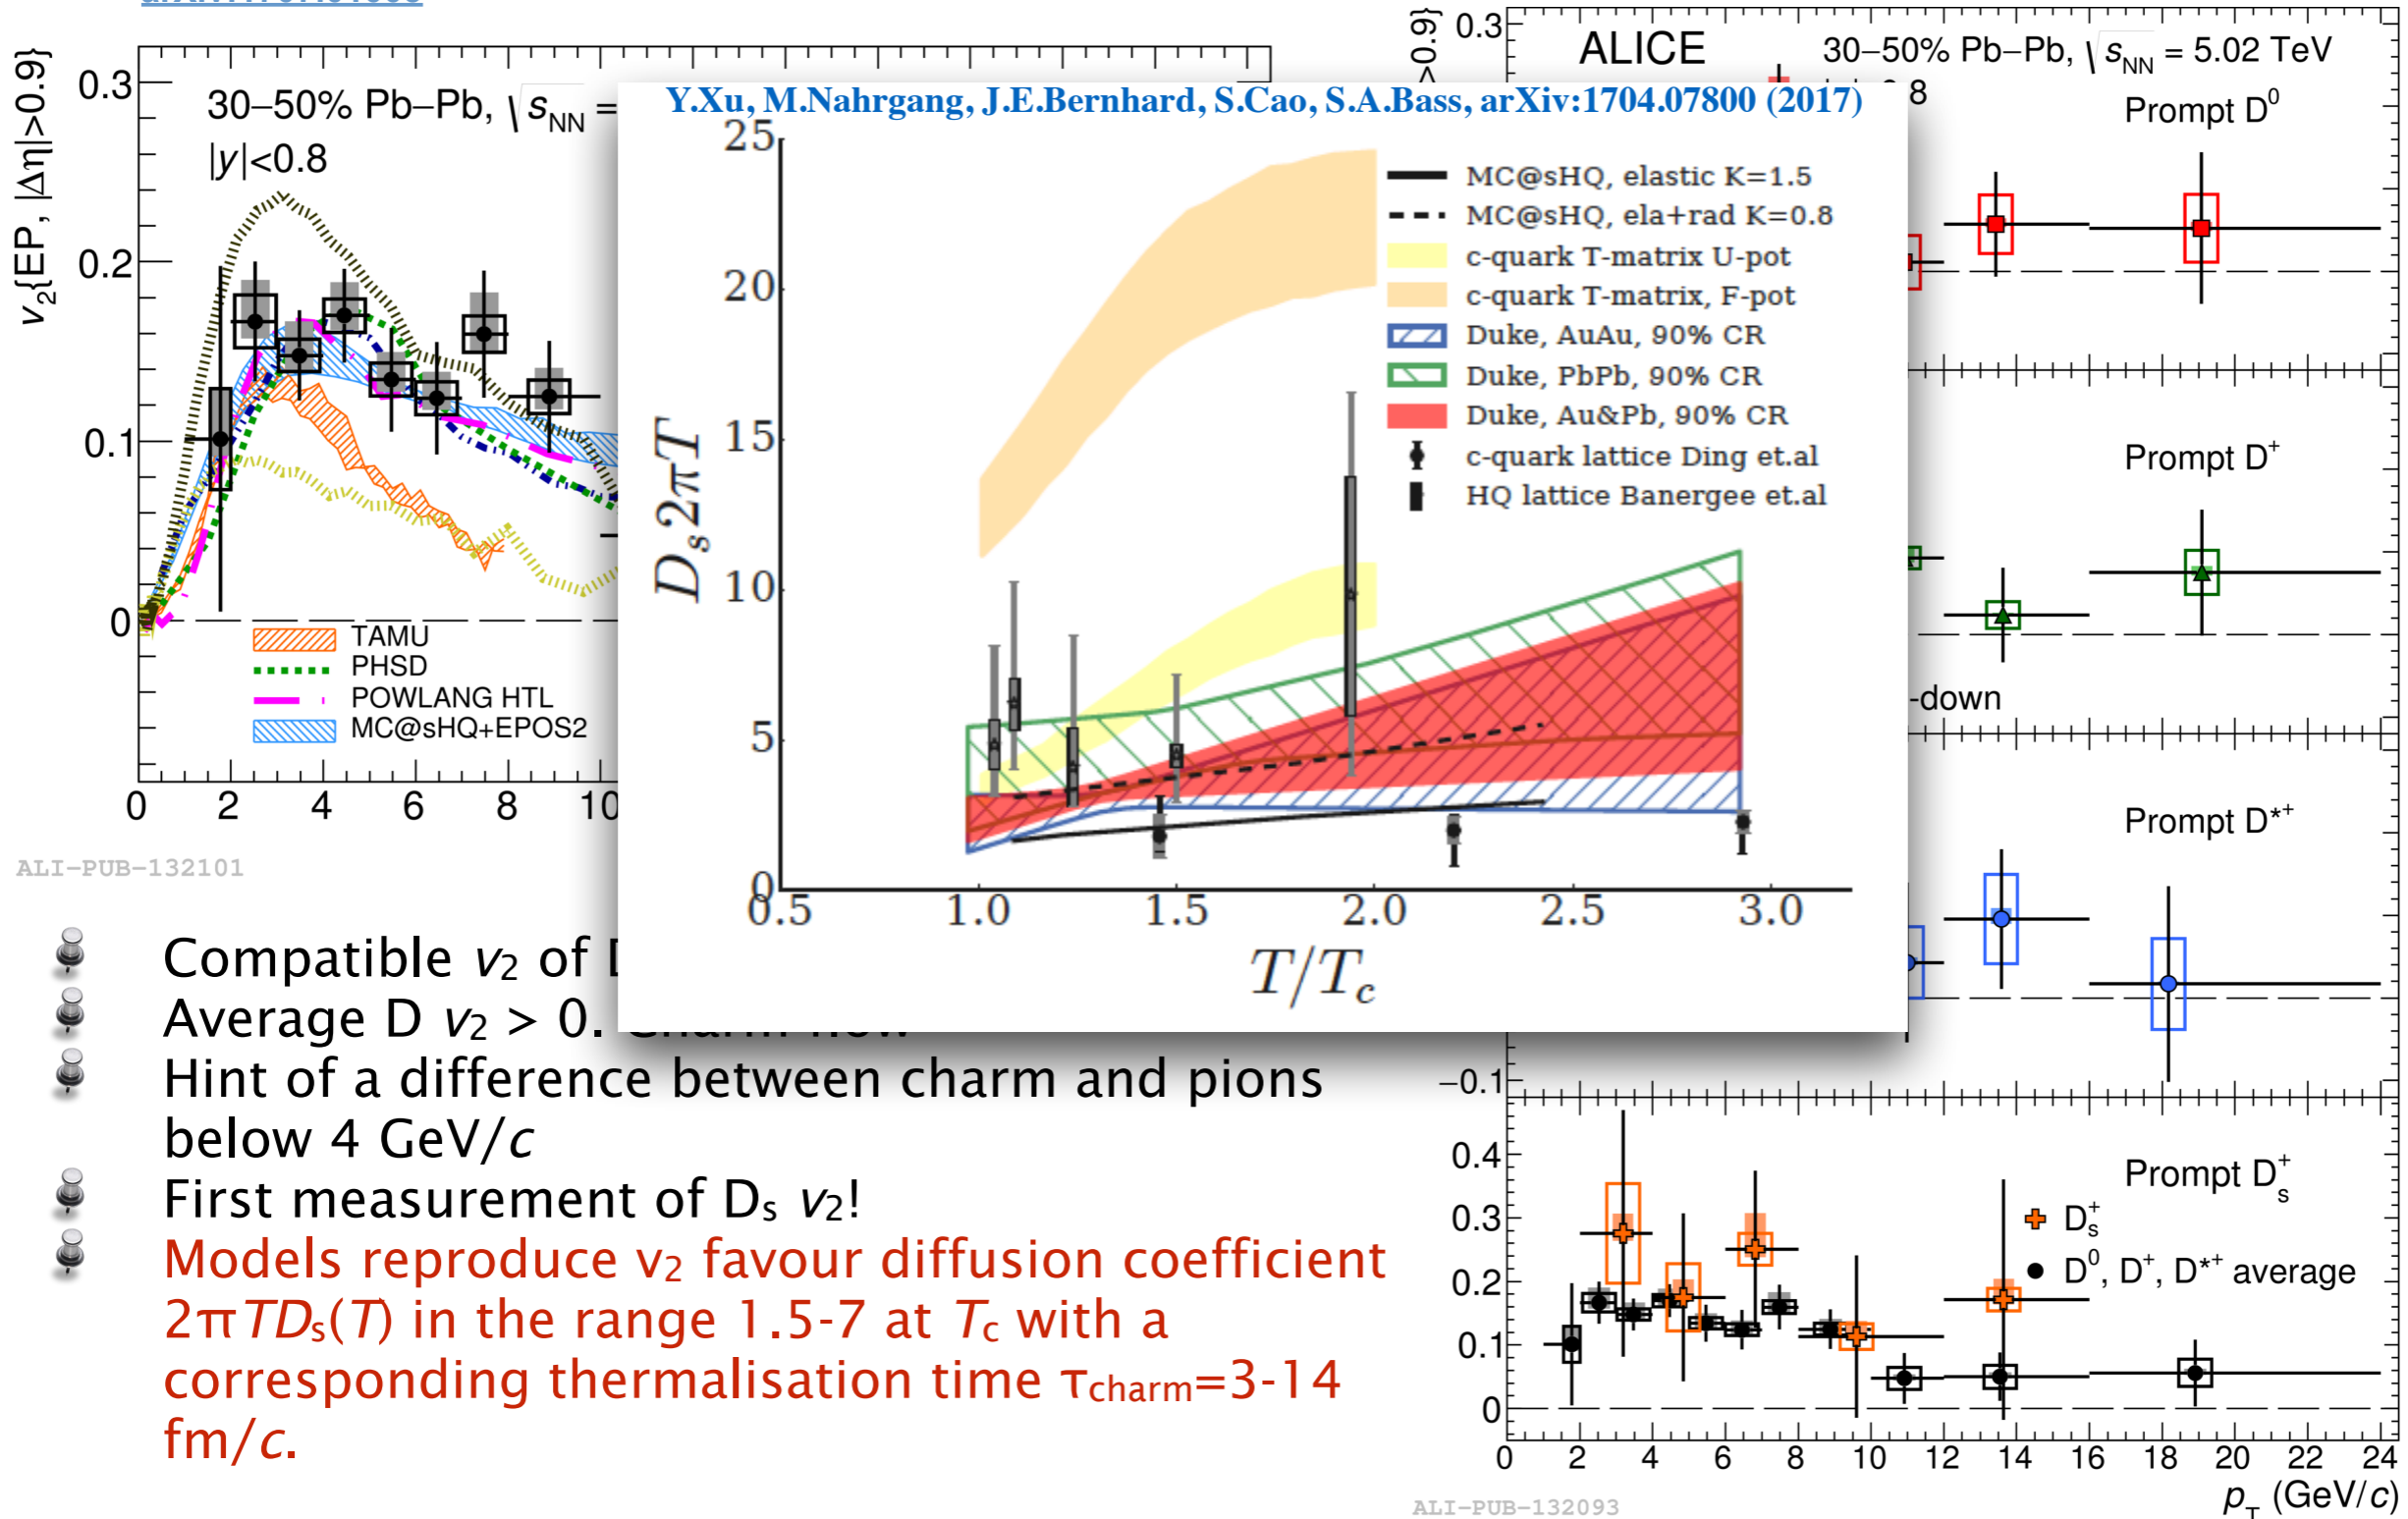 v₂{EP, |Δη|>0.9}
0.3
0.2
0.1
0
30–50% Pb–Pb, √sNN =
|y|<0.8
TAMU
PHSD
POWLANG HTL
MC@sHQ+EPOS2
0 2 4 6 8 10
ALI-PUB-132101
Y.Xu, M.Nahrgang, J.E.Bernhard, S.Cao, S.A.Bass, arXiv:1704.07800 (2017)
Ds2πT
25
20
15
10
5
0
MC@sHQ, elastic K=1.5
MC@sHQ, ela+rad K=0.8
c-quark T-matrix U-pot
c-quark T-matrix, F-pot
Duke, AuAu, 90% CR
Duke, PbPb, 90% CR
Duke, Au&Pb, 90% CR
c-quark lattice Ding et.al
HQ lattice Banergee et.al
0.5 1.0 1.5 2.0 2.5 3.0
T/Tc
>0.9}
0.3
ALICE
30–50% Pb–Pb, √sNN = 5.02 TeV
8
Prompt D⁰
Prompt D⁺
-down
Prompt D*⁺
−0.1
Prompt Ds⁺
Ds⁺
D⁰, D⁺, D*⁺ average
0.4
0.3
0.2
0.1
0
0 2 4 6 8 10 12 14 16 18 20 22 24
pT (GeV/c)
ALI-PUB-132093
Compatible v₂ of
Average D v₂ > 0.
Hint of a difference between charm and pions
below 4 GeV/c
First measurement of Ds v₂!
Models reproduce v₂ favour diffusion coefficient
2πTDs(T) in the range 1.5-7 at Tc with a
corresponding thermalisation time τcharm=3-14
fm/c.